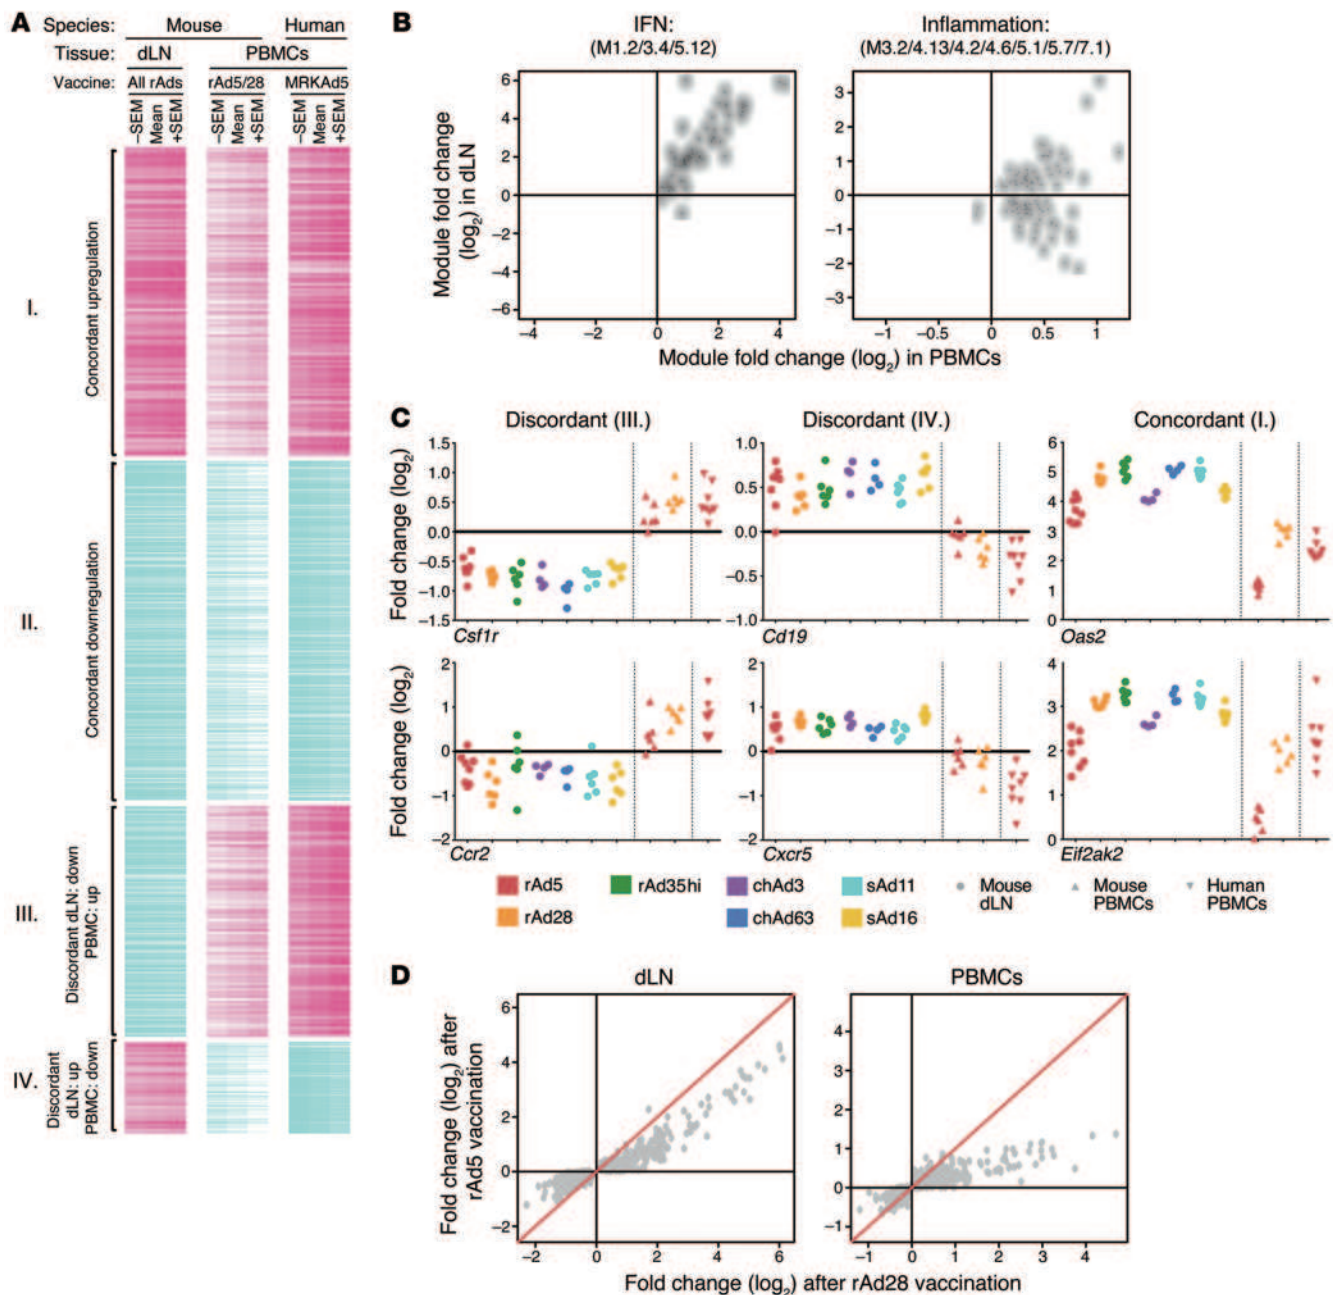 A
Species: Mouse Human
Tissue: dLN PBMCs
Vaccine: All rAds rAd5/28 MRKAd5
–SEM Mean +SEM –SEM Mean +SEM –SEM Mean +SEM
I. Concordant upregulation
II. Concordant downregulation
III. Discordant dLN: down
PBMC: up
IV. Discordant
dLN: up
PBMC: down
B
IFN:
(M1.2/3.4/5.12)
Inflammation:
(M3.2/4.13/4.2/4.6/5.1/5.7/7.1)
Module fold change
(log2) in dLN
6
4
2
0
–2
–4
–6
–4 –2 0 2 4
3
2
1
0
–1
–2
–3
–1 –0.5 0 0.5 1
Module fold change (log2) in PBMCs
C
Discordant (III.) Discordant (IV.) Concordant (I.)
Fold change (log2)
1.5
1.0
0.5
0.0
–0.5
–1.0
–1.5
Csf1r
1.0
0.5
0.0
–0.5
–1.0
Cd19
6
5
4
3
2
1
0
Oas2
Fold change (log2)
2
1
0
–1
–2
Ccr2
2
1
0
–1
–2
Cxcr5
4
3
2
1
0
Eif2ak2
rAd5 rAd35hi chAd3 sAd11 Mouse dLN Mouse PBMCs Human PBMCs
rAd28 chAd63 sAd16
D
dLN PBMCs
Fold change (log2) after
rAd5 vaccination
6
4
2
0
–2
–2 0 2 4 6
4
3
2
1
0
–1
–1 0 1 2 3 4
Fold change (log2) after rAd28 vaccination